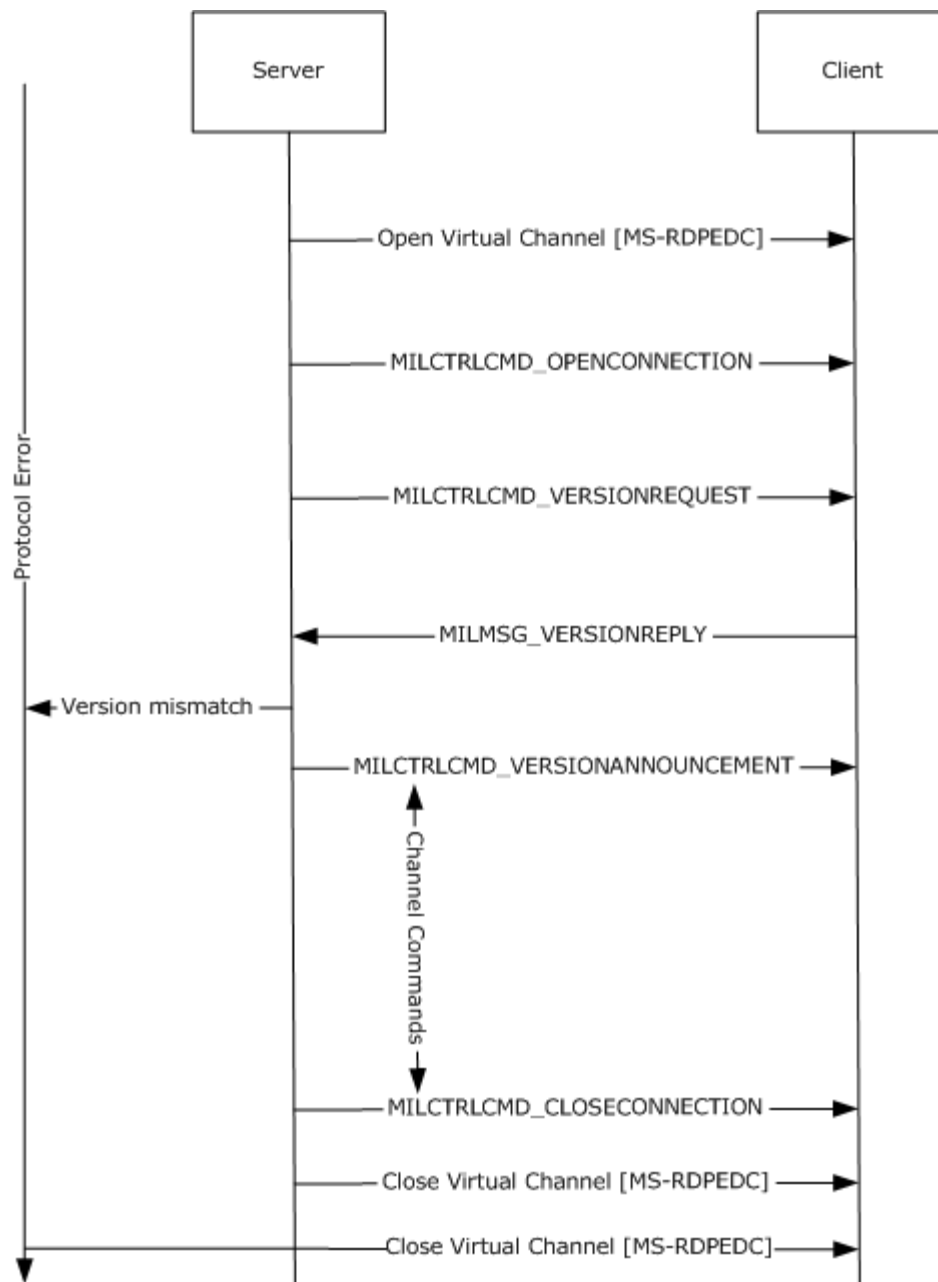 Server
Client
Open Virtual Channel [MS-RDPEDC]
MILCTRLCMD_OPENCONNECTION
Protocol Error
MILCTRLCMD_VERSIONREQUEST
MILMSG_VERSIONREPLY
Version mismatch
MILCTRLCMD_VERSIONANNOUNCEMENT
Channel Commands
MILCTRLCMD_CLOSECONNECTION
Close Virtual Channel [MS-RDPEDC]
Close Virtual Channel [MS-RDPEDC]